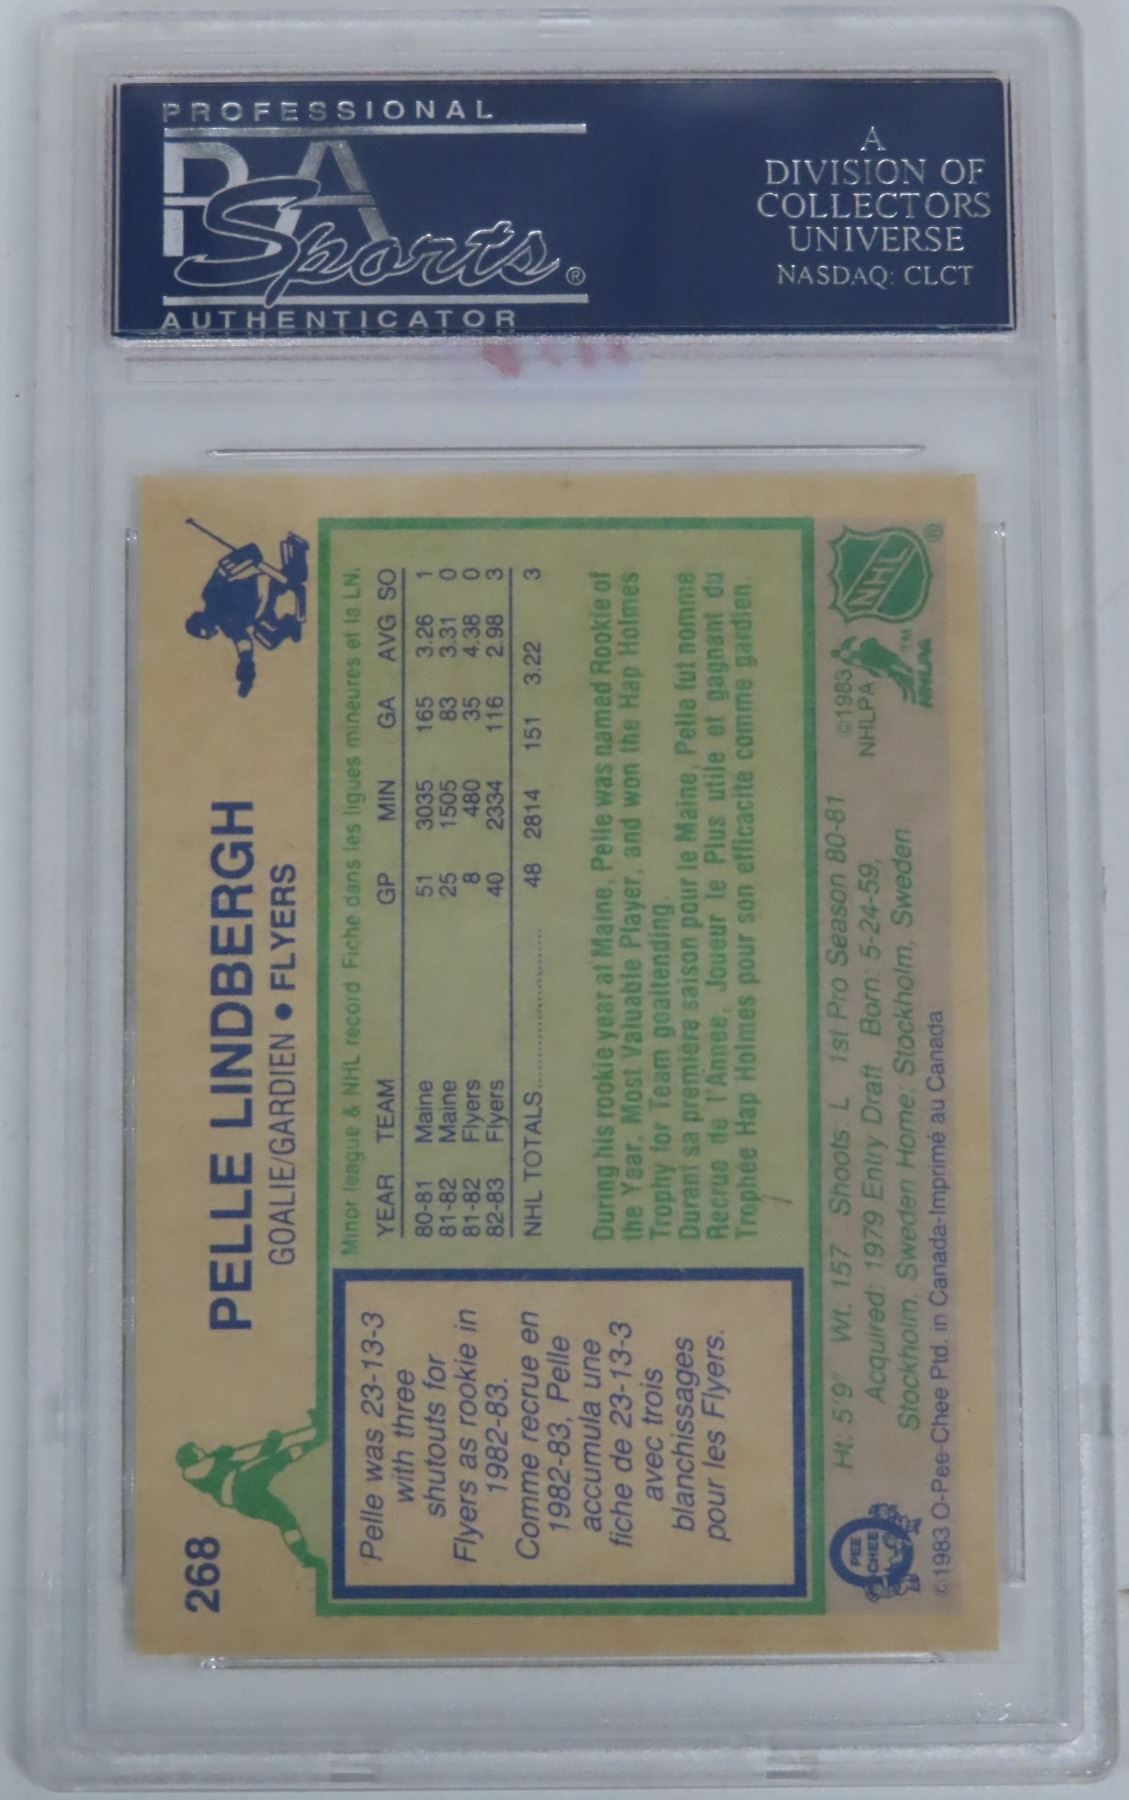 PROFESSIONAL
PSA
Sports®
AUTHENTICATOR
A
DIVISION OF
COLLECTORS
UNIVERSE
NASDAQ: CLCT
268
PELLE LINDBERGH
GOALIE/GARDIEN • FLYERS
Pelle was 23-13-3
with three
shutouts for
Flyers as rookie in
1982-83.
Comme recrue en
1982-83, Pelle
accumula une
fiche de 23-13-3
avec trois
blanchissages
pour les Flyers.
Minor league & NHL record Fiche dans les ligues mineures et la LN.
YEAR TEAM GP MIN GA AVG SO
80-81 Maine 51 3035 165 3.26 1
81-82 Maine 25 1505 83 3.31 0
81-82 Flyers 8 480 35 4.38 0
82-83 Flyers 40 2334 116 2.98 3
NHL TOTALS 48 2814 151 3.22 3
During his rookie year at Maine, Pelle was named Rookie of
the Year, Most Valuable Player, and won the Hap Holmes
Trophy for Team goaltending.
Durant sa première saison pour le Maine, Pelle fut nomme
Recrue de l'Année, Joueur le Plus utile et gagnant du
Trophee Hap Holmes pour son efficacite comme gardien.
Ht: 5'9" Wt. 157 Shoots: L 1st Pro Season 80-81
Acquired: 1979 Entry Draft Born: 5-24-59,
Stockholm, Sweden Home: Stockholm, Sweden
©1983 O-Pee-Chee Ptd. in Canada-Imprimé au Canada
O
PEE
CHEE
©1983
NHLPA
NHLPA
TM
NHL
®